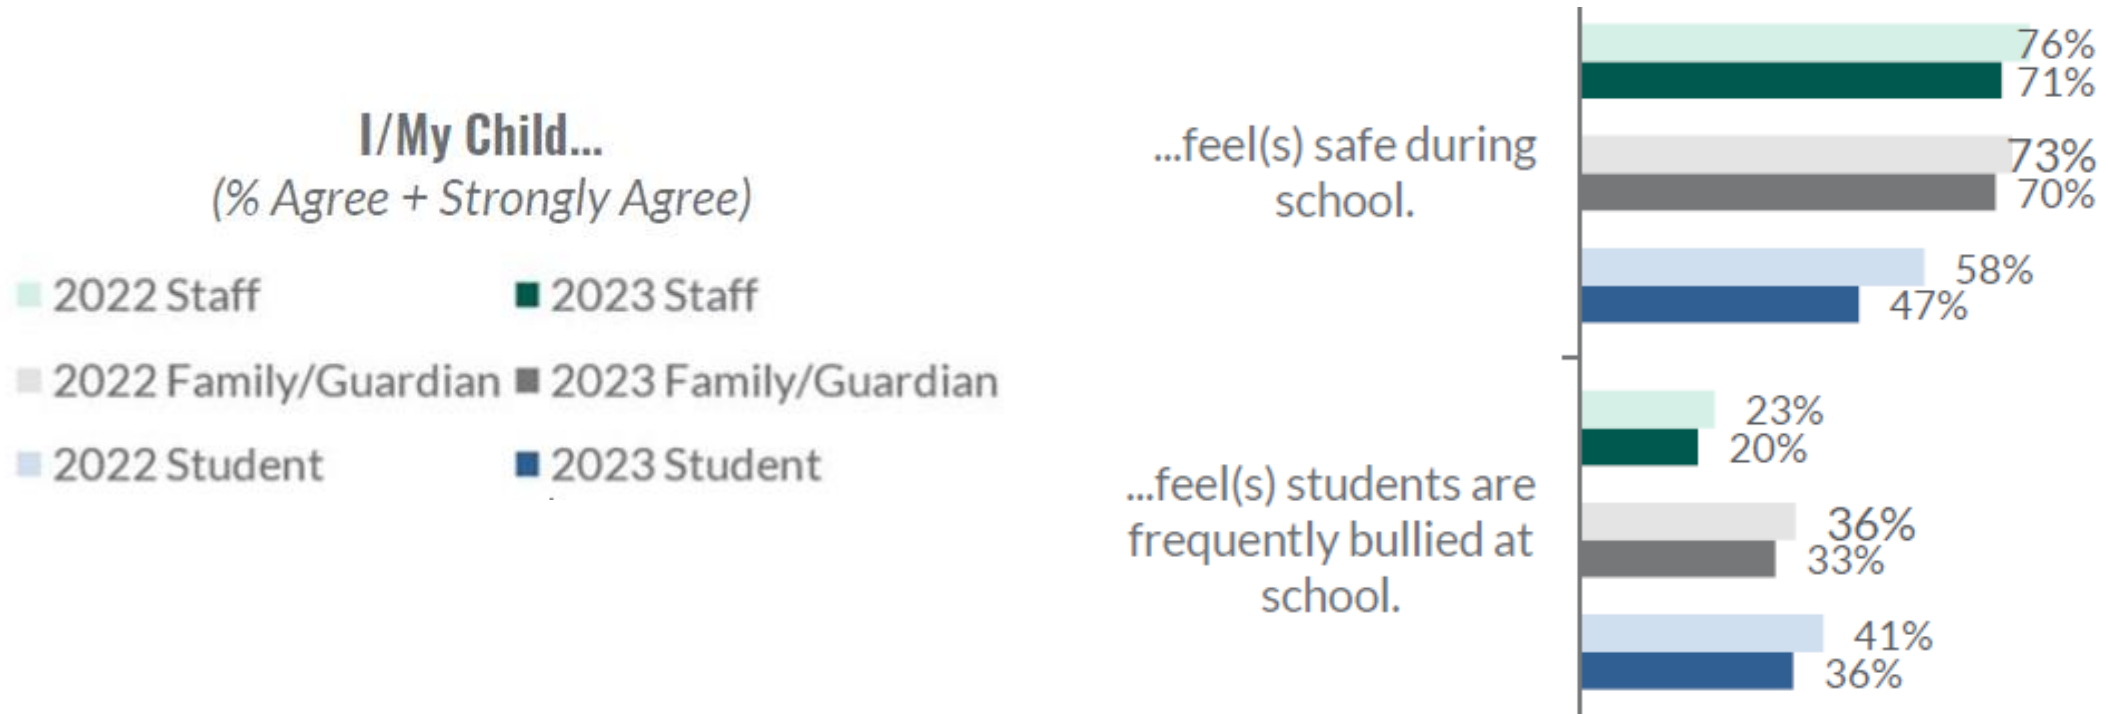 I/My Child...
(% Agree + Strongly Agree)
2022 Staff
2023 Staff
2022 Family/Guardian
2023 Family/Guardian
2022 Student
2023 Student
...feel(s) safe during
school.
76%
71%
73%
70%
58%
47%
...feel(s) students are
frequently bullied at
school.
23%
20%
36%
33%
41%
36%